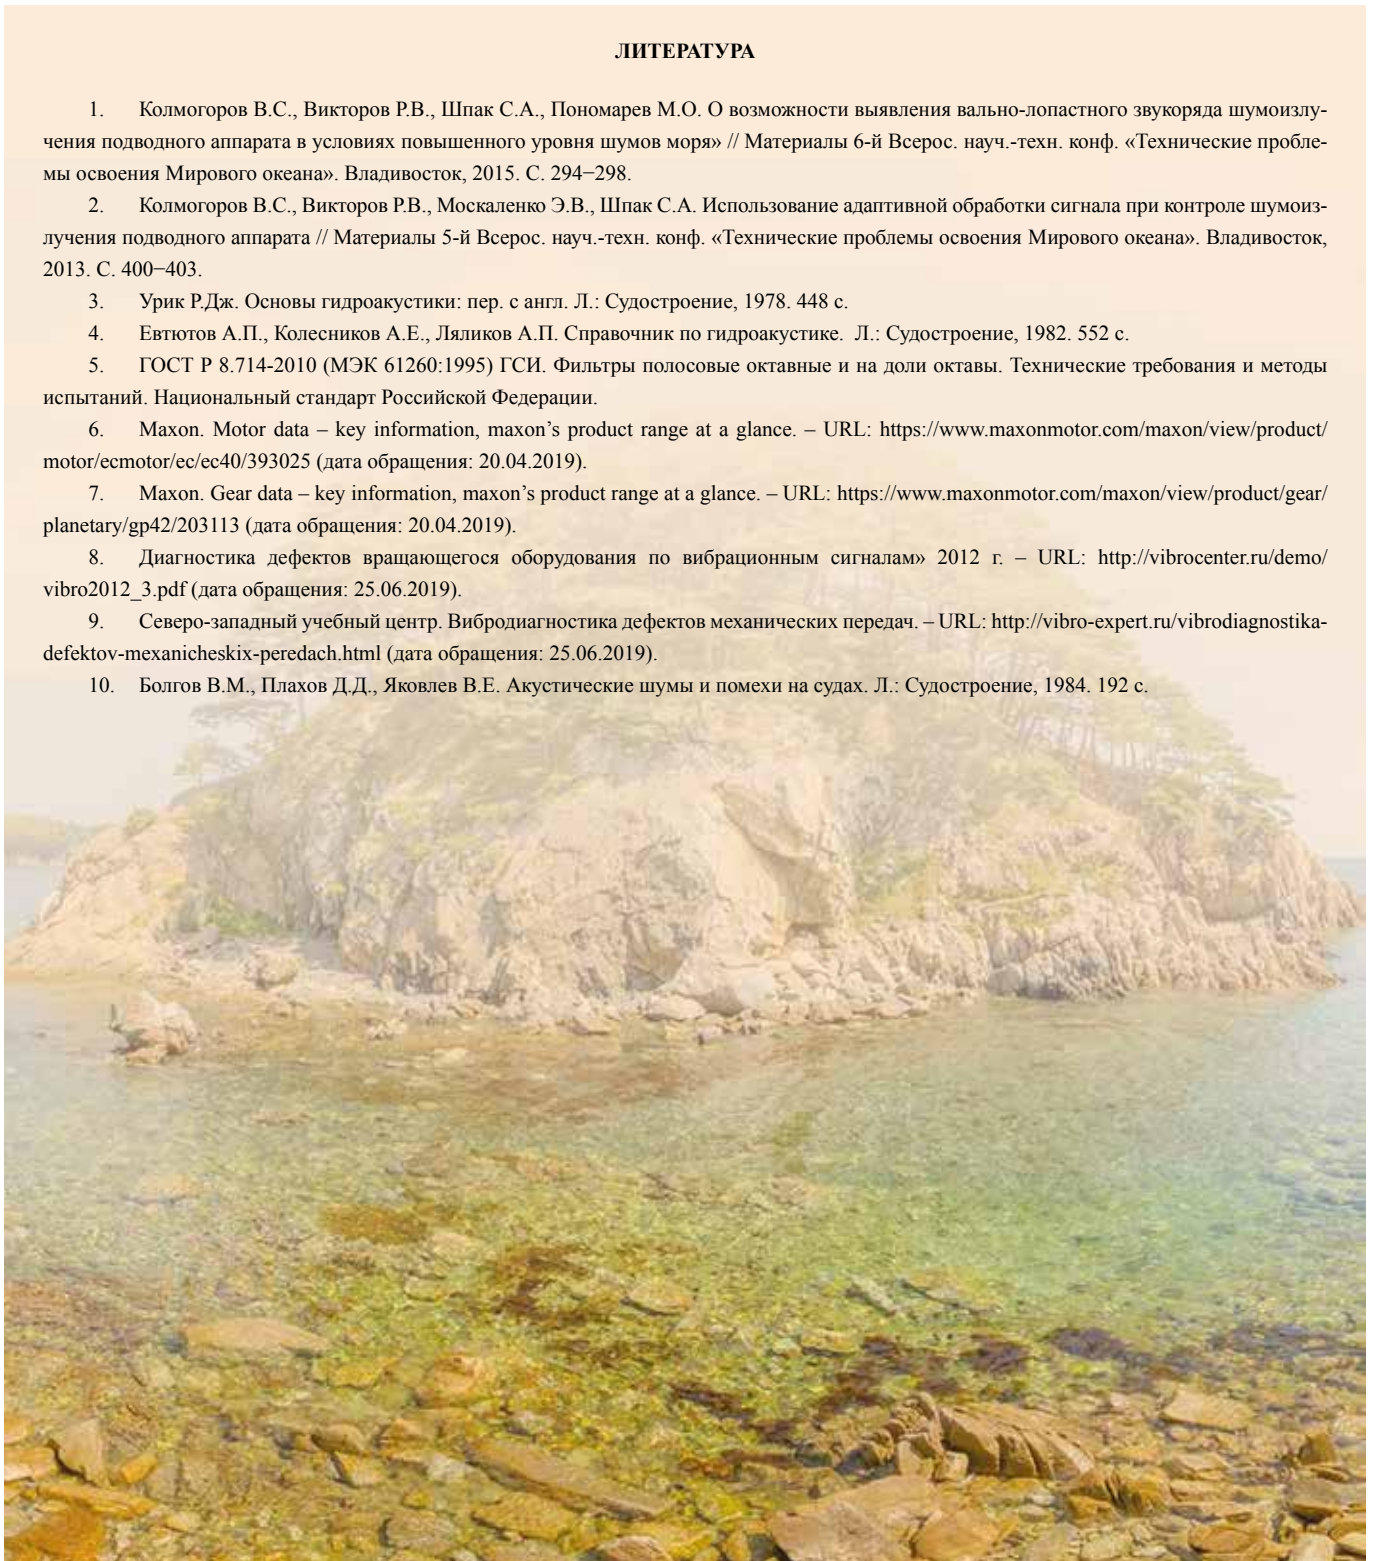 ЛИТЕРАТУРА
1. Колмогоров В.С., Викторов Р.В., Шпак С.А., Пономарев М.О. О возможности выявления вально-лопастного звукоряда шумоизлу-
чения подводного аппарата в условиях повышенного уровня шумов моря» // Материалы 6-й Всерос. науч.-техн. конф. «Технические пробле-
мы освоения Мирового океана». Владивосток, 2015. С. 294–298.
2. Колмогоров В.С., Викторов Р.В., Москаленко Э.В., Шпак С.А. Использование адаптивной обработки сигнала при контроле шумоиз-
лучения подводного аппарата // Материалы 5-й Всерос. науч.-техн. конф. «Технические проблемы освоения Мирового океана». Владивосток,
2013. С. 400–403.
3. Урик Р.Дж. Основы гидроакустики: пер. с англ. Л.: Судостроение, 1978. 448 с.
4. Евтютов А.П., Колесников А.Е., Ляликов А.П. Справочник по гидроакустике. Л.: Судостроение, 1982. 552 с.
5. ГОСТ Р 8.714-2010 (МЭК 61260:1995) ГСИ. Фильтры полосовые октавные и на доли октавы. Технические требования и методы
испытаний. Национальный стандарт Российской Федерации.
6. Maxon. Motor data – key information, maxon’s product range at a glance. – URL: https://www.maxonmotor.com/maxon/view/product/
motor/ecmotor/ec/ec40/393025 (дата обращения: 20.04.2019).
7. Maxon. Gear data – key information, maxon’s product range at a glance. – URL: https://www.maxonmotor.com/maxon/view/product/gear/
planetary/gp42/203113 (дата обращения: 20.04.2019).
8. Диагностика дефектов вращающегося оборудования по вибрационным сигналам» 2012 г. – URL: http://vibrocenter.ru/demo/
vibro2012_3.pdf (дата обращения: 25.06.2019).
9. Северо-западный учебный центр. Вибродиагностика дефектов механических передач. – URL: http://vibro-expert.ru/vibrodiagnostika-
defektov-mexanicheskix-peredach.html (дата обращения: 25.06.2019).
10. Болгов В.М., Плахов Д.Д., Яковлев В.Е. Акустические шумы и помехи на судах. Л.: Судостроение, 1984. 192 с.